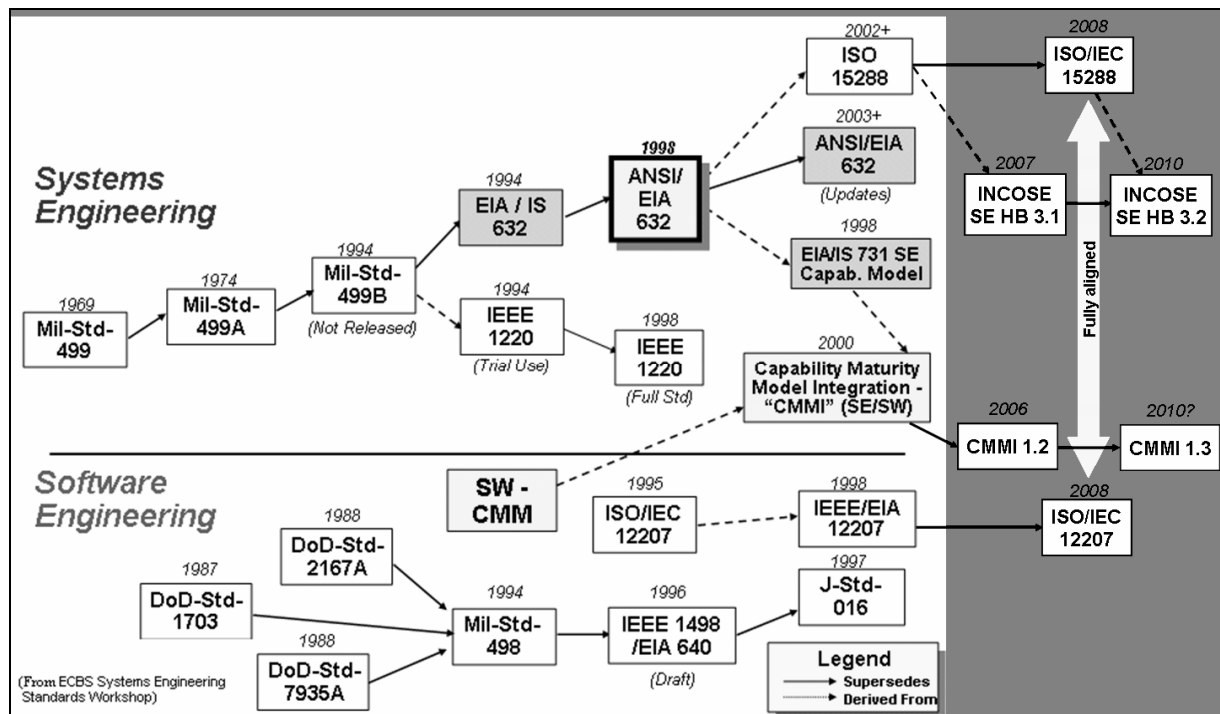 Systems
Engineering
1969
Mil-Std-
499
1974
Mil-Std-
499A
1994
Mil-Std-
499B
(Not Released)
1994
EIA / IS
632
1994
IEEE
1220
(Trial Use)
1998
ANSI/
EIA
632
1998
IEEE
1220
(Full Std)
2002+
ISO
15288
2003+
ANSI/EIA
632
(Updates)
1998
EIA/IS 731 SE
Capab. Model
2000
Capability Maturity
Model Integration -
“CMMI” (SE/SW)
2008
ISO/IEC
15288
2007
INCOSE
SE HB 3.1
2010
INCOSE
SE HB 3.2
Fully aligned
2006
CMMI 1.2
2010?
CMMI 1.3
2008
ISO/IEC
12207
Software
Engineering
SW -
CMM
1995
ISO/IEC
12207
1998
IEEE/EIA
12207
1988
DoD-Std-
2167A
1987
DoD-Std-
1703
1988
DoD-Std-
7935A
1994
Mil-Std-
498
1996
IEEE 1498
/EIA 640
(Draft)
1997
J-Std-
016
Legend
Supersedes
Derived From
(From ECBS Systems Engineering
Standards Workshop)